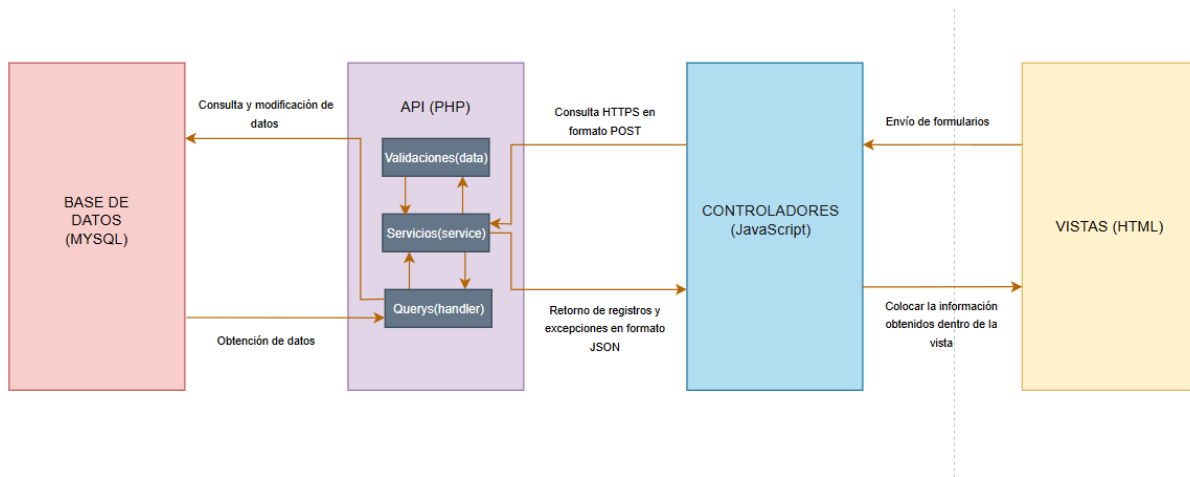 BASE DE
DATOS
(MYSQL)
Consulta y modificación de
datos
Obtención de datos
API (PHP)
Validaciones(data)
Servicios(service)
Querys(handler)
Consulta HTTPS en
formato POST
Retorno de registros y
excepciones en formato
JSON
CONTROLADORES
(JavaScript)
Envío de formularios
Colocar la información
obtenidos dentro de la
vista
VISTAS (HTML)